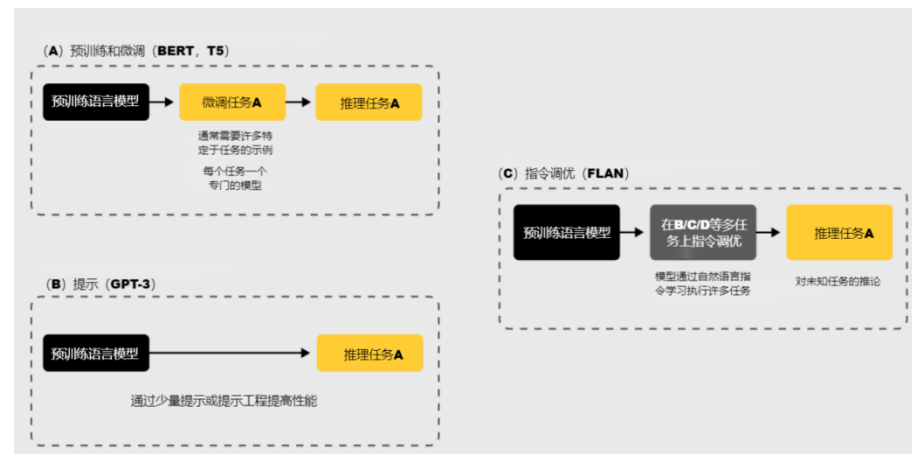 （A）预训练和微调（BERT，T5）
预训练语言模型
微调任务A
推理任务A
通常需要许多特
定于任务的示例
每个任务一个
专门的模型
（B）提示（GPT-3）
预训练语言模型
推理任务A
通过少量提示或提示工程提高性能
（C）指令调优（FLAN）
预训练语言模型
在B/C/D等多任
务上指令调优
推理任务A
模型通过自然语言指
令学习执行许多任务
对未知任务的推论